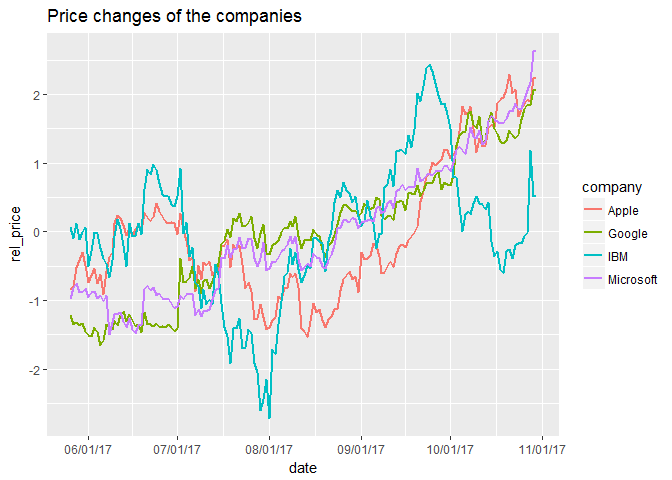 Price changes of the companies
rel_price
2
1
0
-1
-2
06/01/17 07/01/17 08/01/17 09/01/17 10/01/17 11/01/17
date
company
Apple
Google
IBM
Microsoft